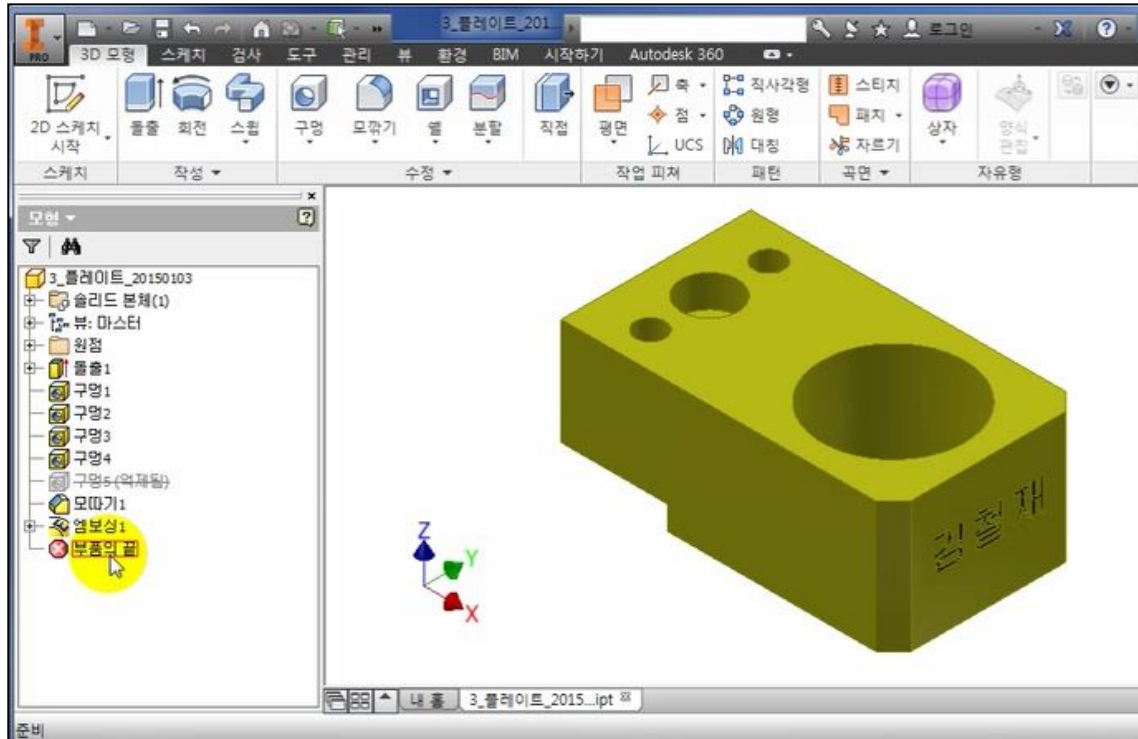 3_플레이트_201...
로그인
PRO
3D 모형 스케치 검사 도구 관리 뷰 환경 BIM 시작하기 Autodesk 360
2D 스케치 시작
돌출 회전 스윕
구멍 모깎기 쉘 분할 직접
평면 축 점 UCS
직사각형 원형 대칭
스티치 패치 자르기
상자 양식 편집
스케치 작성 수정 작업 피쳐 패턴 곡면 자유형
모형
3_플레이트_20150103
솔리드 본체(1)
뷰: 마스터
원점
돌출1
구멍1
구멍2
구멍3
구멍4
구멍5 (억제됨)
모따기1
엠보싱1
부품의 끝
Z
Y
X
김철재
내 홈
3_플레이트_2015...ipt
준비